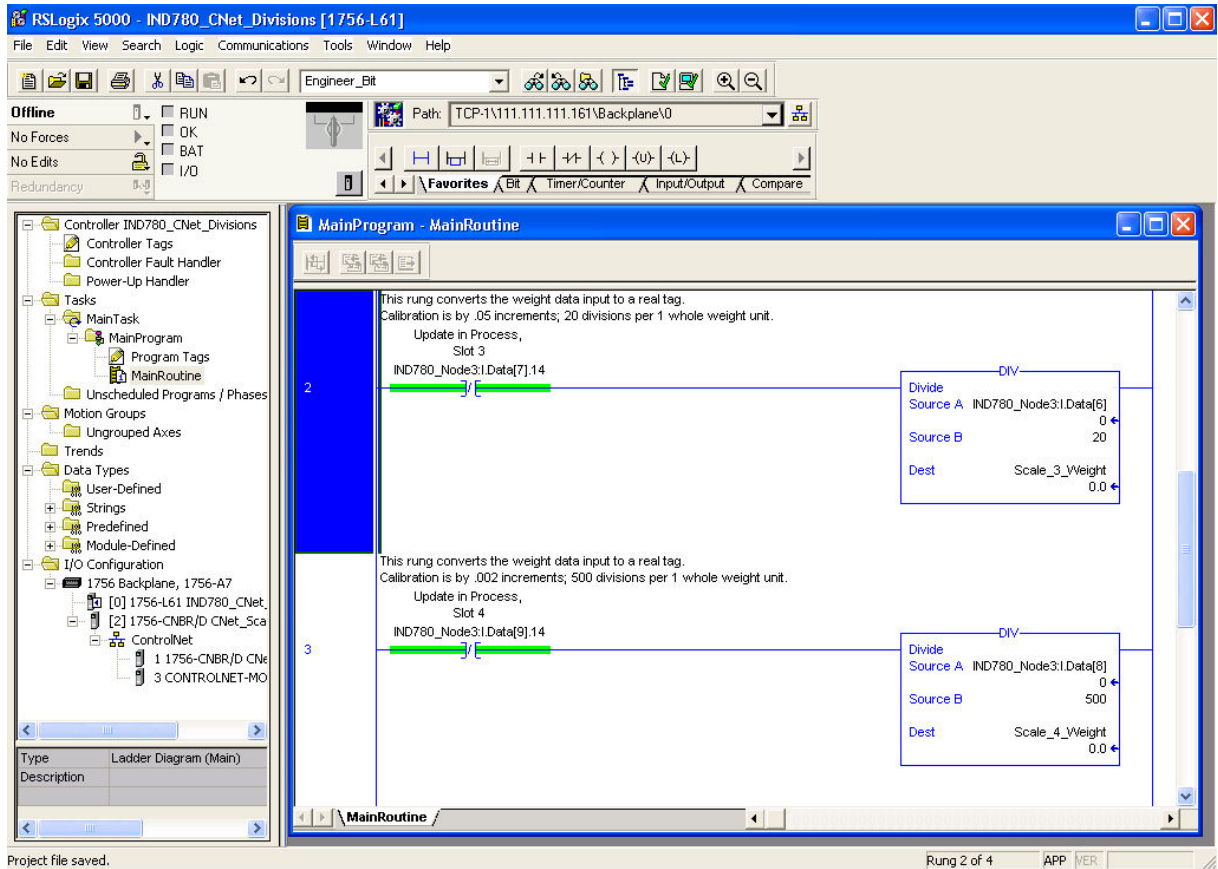 RSLogix 5000 - IND780_CNet_Divisions [1756-L61]
File Edit View Search Logic Communications Tools Window Help
Engineer_Bit
Offline
RUN
No Forces
OK
BAT
No Edits
I/O
Redundancy
Path: TCP-1\111.111.111.161\Backplane\0
Favorites Bit Timer/Counter Input/Output Compare
Controller IND780_CNet_Divisions
Controller Tags
Controller Fault Handler
Power-Up Handler
Tasks
MainTask
MainProgram
Program Tags
MainRoutine
Unscheduled Programs / Phases
Motion Groups
Ungrouped Axes
Trends
Data Types
User-Defined
Strings
Predefined
Module-Defined
I/O Configuration
1756 Backplane, 1756-A7
[0] 1756-L61 IND780_CNet_
[2] 1756-CNBR/D CNet_Sca
ControlNet
1 1756-CNBR/D CNe
3 CONTROLNET-MO
Type Ladder Diagram (Main)
Description
MainProgram - MainRoutine
This rung converts the weight data input to a real tag.
Calibration is by .05 increments; 20 divisions per 1 whole weight unit.
Update in Process,
Slot 3
IND780_Node3:I.Data[7].14
2
DIV
Divide
Source A IND780_Node3:I.Data[6]
0
Source B 20
Dest Scale_3_Weight
0.0
This rung converts the weight data input to a real tag.
Calibration is by .002 increments; 500 divisions per 1 whole weight unit.
Update in Process,
Slot 4
IND780_Node3:I.Data[9].14
3
DIV
Divide
Source A IND780_Node3:I.Data[8]
0
Source B 500
Dest Scale_4_Weight
0.0
MainRoutine
Project file saved.
Rung 2 of 4 APP VER